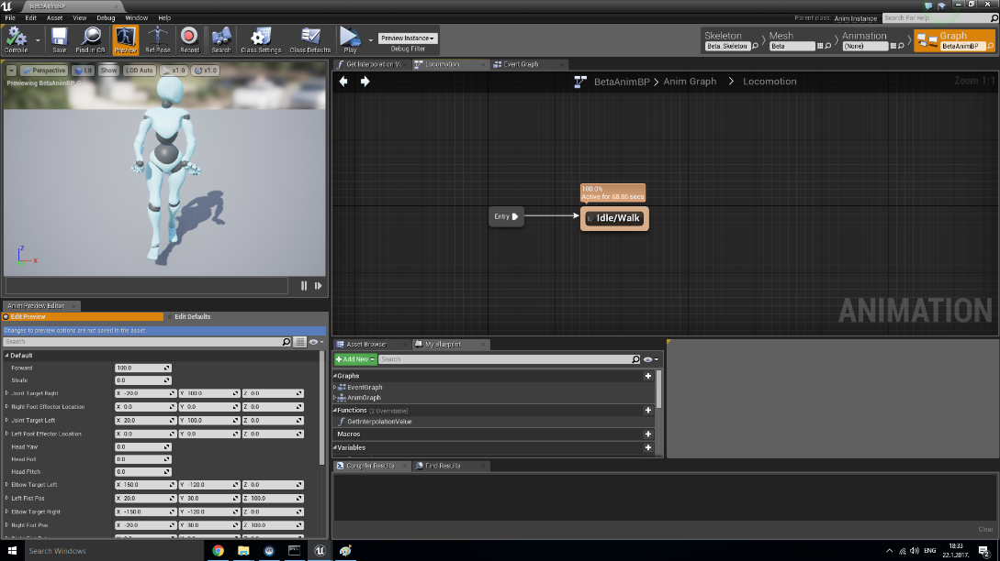 BetaAnimBP
File Edit Asset View Debug Window Help
Parent class: Anim Instance Search For Help
Compile Save Find in CB Preview Ref Pose Record Search Class Settings Class Defaults Play Preview Instance
Debug Filter
Skeleton Mesh Animation Graph
Beta_Skeleton Beta (None) BetaAnimBP
Perspective Lit Show LOD Auto x1.0 x1.0
Previewing BetaAnimBP_C
Z
X
Get Interpolation V. Locomotion Event Graph
BetaAnimBP > Anim Graph > Locomotion
Zoom 1:1
100.0%
Active for 68.86 secs
Entry
Idle/Walk
ANIMATION
Anim Preview Editor
Edit Preview Edit Defaults
Changes to preview options are not saved in the asset.
Search
Default
Forward 100.0
Strafe 0.0
Joint Target Right X -20.0 Y 100.0 Z 0.0
Right Foot Effector Location X 0.0 Y 0.0 Z 0.0
Joint Target Left X 20.0 Y 100.0 Z 0.0
Left Foot Effector Location X 0.0 Y 0.0 Z 0.0
Head Yaw 0.0
Head Roll 0.0
Head Pitch 0.0
Elbow Target Left X 150.0 Y -120.0 Z 0.0
Left Fist Pos X 20.0 Y 30.0 Z 100.0
Elbow Target Right X -150.0 Y -120.0 Z 0.0
Right Fist Pos X -20.0 Y 30.0 Z 100.0
Asset Browser My Blueprint
Add New Search
Graphs
EventGraph
AnimGraph
Functions (2 Overridable)
GetInterpolationValue
Macros
Variables
Compiler Results Find Results
Clear
Search Windows
ENG
18:33
22.1.2017.